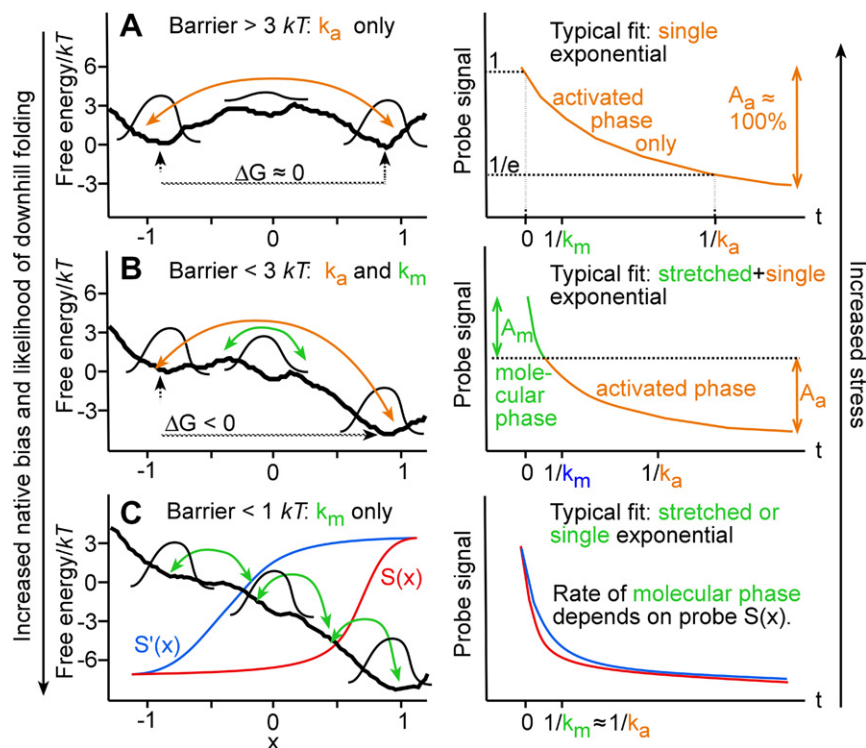 Increased native bias and likelihood of downhill folding
A
Barrier > 3 kT: ka only
Free energy/kT
6
3
0
-3
ΔG ≈ 0
-1
0
1
Typical fit: single
exponential
Probe signal
1
1/e
activated
phase
only
Aa ≈
100%
0 1/km 1/ka t
B
Barrier < 3 kT: ka and km
Free energy/kT
6
3
0
-3
ΔG < 0
-1
0
1
Typical fit: stretched+single
exponential
Probe signal
Am
mole-
cular
phase
activated phase
Aa
0 1/km 1/ka t
C
Barrier < 1 kT: km only
Free energy/kT
3
0
-3
-6
S'(x)
S(x)
-1
0
1
x
Typical fit: stretched or
single exponential
Probe signal
Rate of molecular phase
depends on probe S(x).
0 1/km≈1/ka t
Increased stress